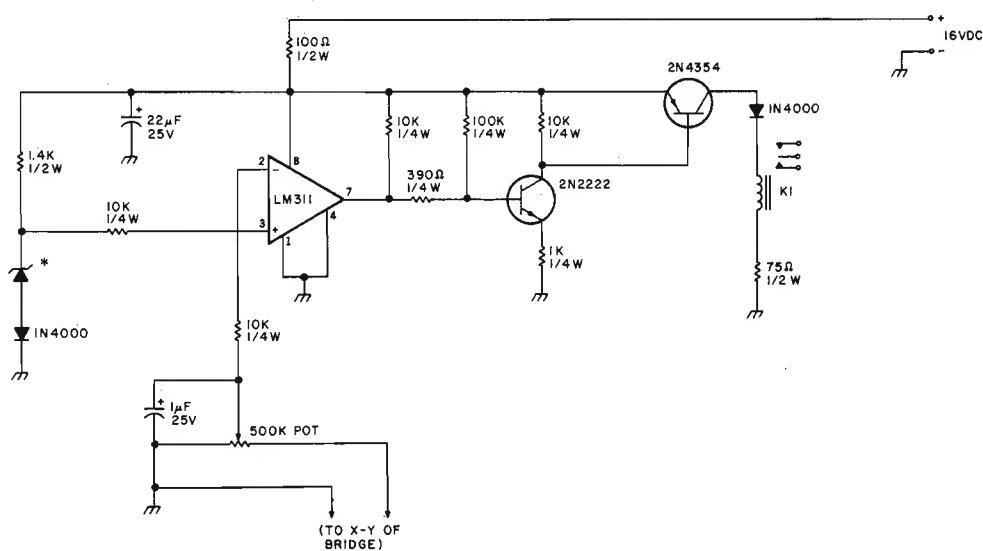 100Ω
1/2W
+
16VDC
-
2N4354
+
22µF
25V
10K
1/4W
100K
1/4W
10K
1/4W
1N4000
1.4K
1/2W
2
-
8
LM311
7
4
390Ω
1/4W
2N2222
K1
10K
1/4W
3
+
1
*
1K
1/4W
75Ω
1/2W
1N4000
10K
1/4W
+
1µF
25V
500K POT
(TO X-Y OF
BRIDGE)